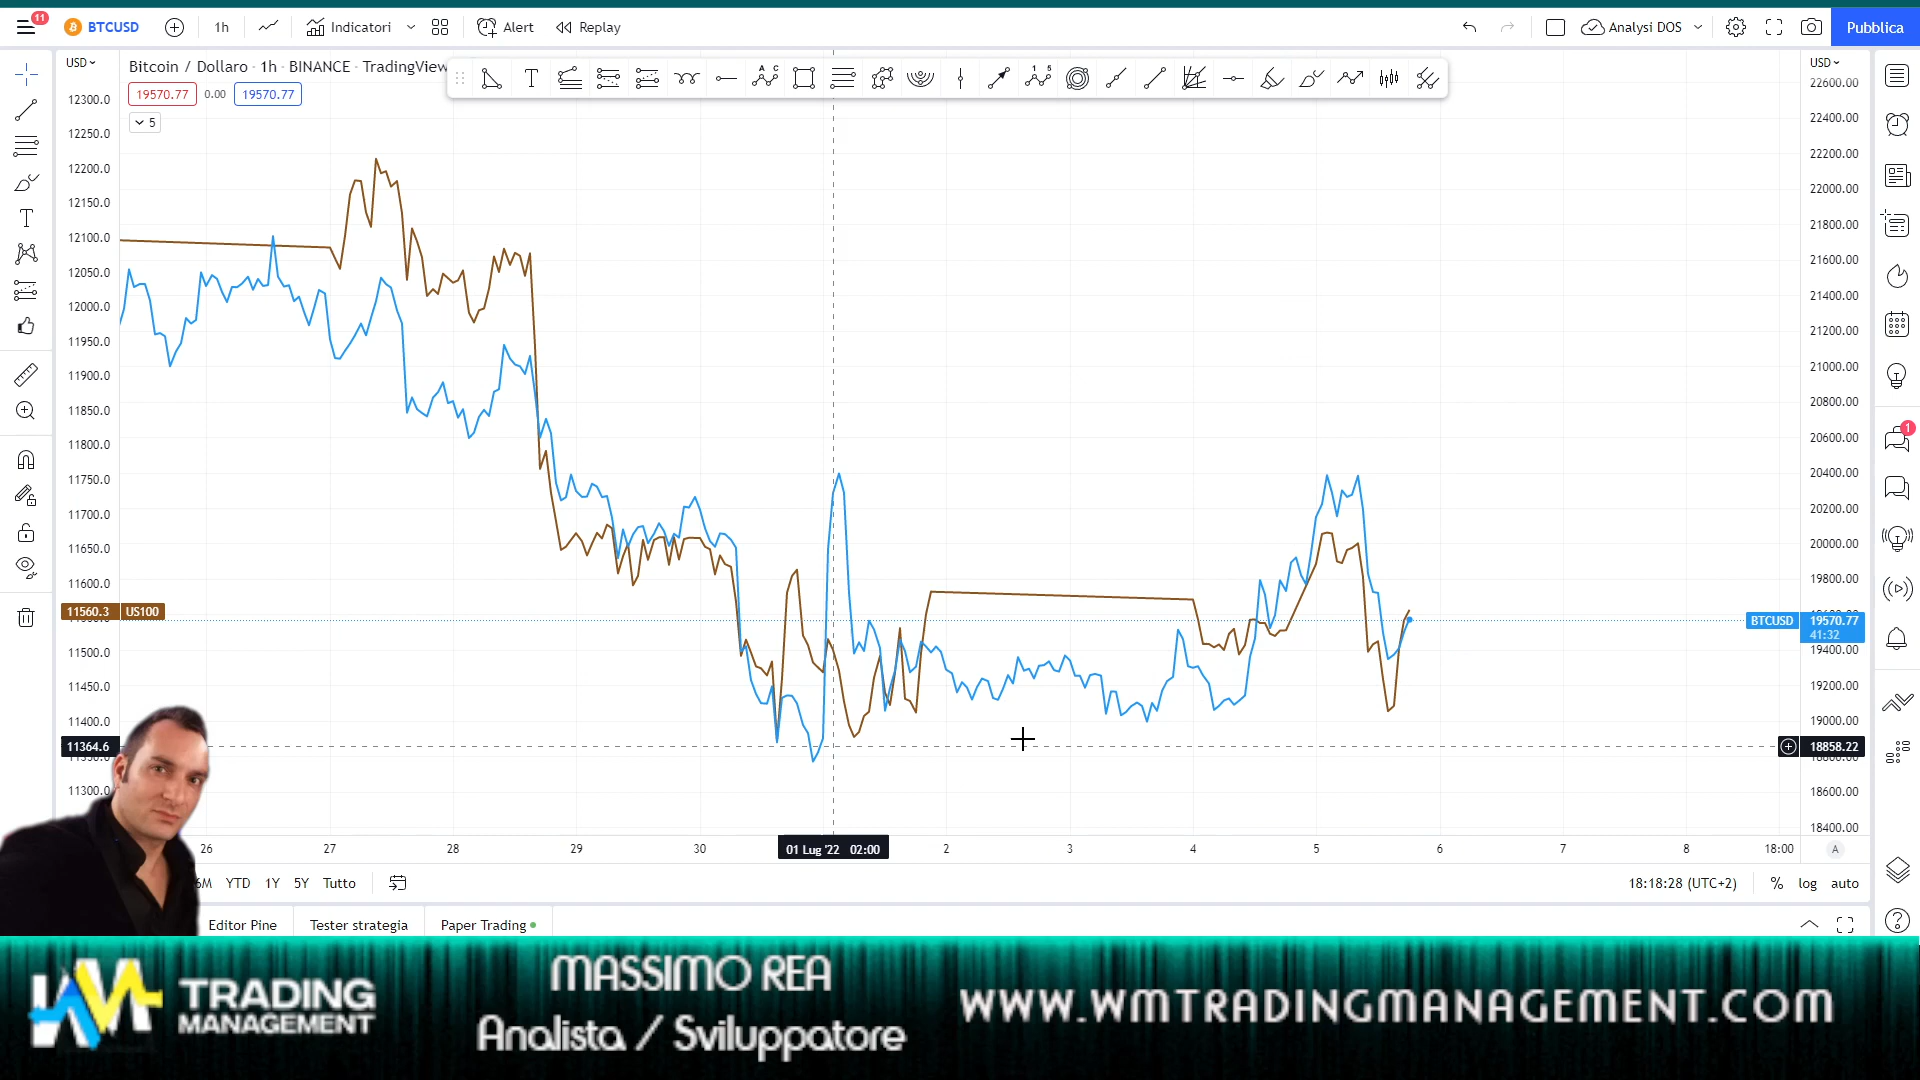 11
BTCUSD
1h
Indicatori
Alert
Replay
Analysi DOS
Pubblica
USD
Bitcoin / Dollaro · 1h · BINANCE · TradingView
19570.77
0.00
19570.77
5
A C
1 5
12300.0
12250.0
12200.0
12150.0
12100.0
12050.0
12000.0
11950.0
11900.0
11850.0
11800.0
11750.0
11700.0
11650.0
11600.0
11560.3 US100
11500.0
11450.0
11400.0
11364.6
11300.0
USD
22600.00
22400.00
22200.00
22000.00
21800.00
21600.00
21400.00
21200.00
21000.00
20800.00
20600.00
20400.00
20200.00
20000.00
19800.00
BTCUSD 19570.77
41:32
19400.00
19200.00
19000.00
18858.22
18600.00
18400.00
1
26
27
28
29
30
01 Lug '22 02:00
2
3
4
5
6
7
8
18:00
A
6M
YTD
1Y
5Y
Tutto
18:18:28 (UTC+2)
%
log
auto
Editor Pine
Tester strategia
Paper Trading
TRADING
MANAGEMENT
MASSIMO REA
Analista / Sviluppatore
WWW.WMTRADINGMANAGEMENT.COM